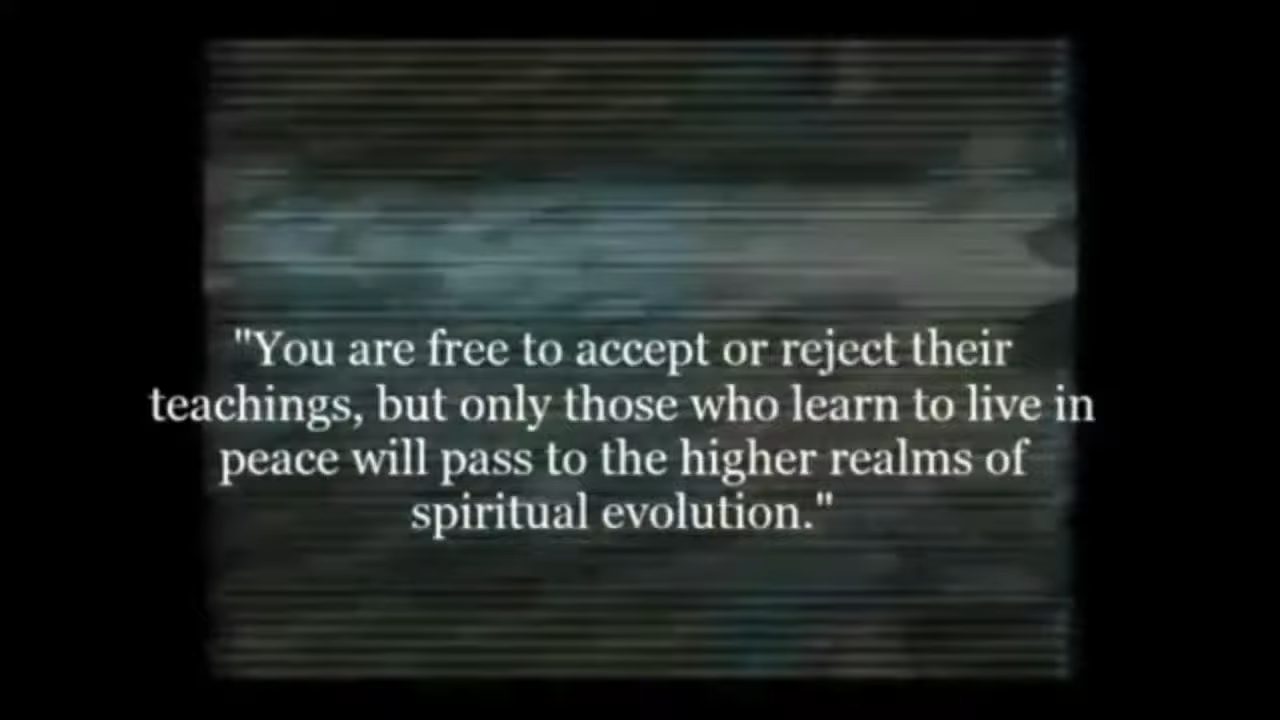 "You are free to accept or reject their
teachings, but only those who learn to live in
peace will pass to the higher realms of
spiritual evolution."